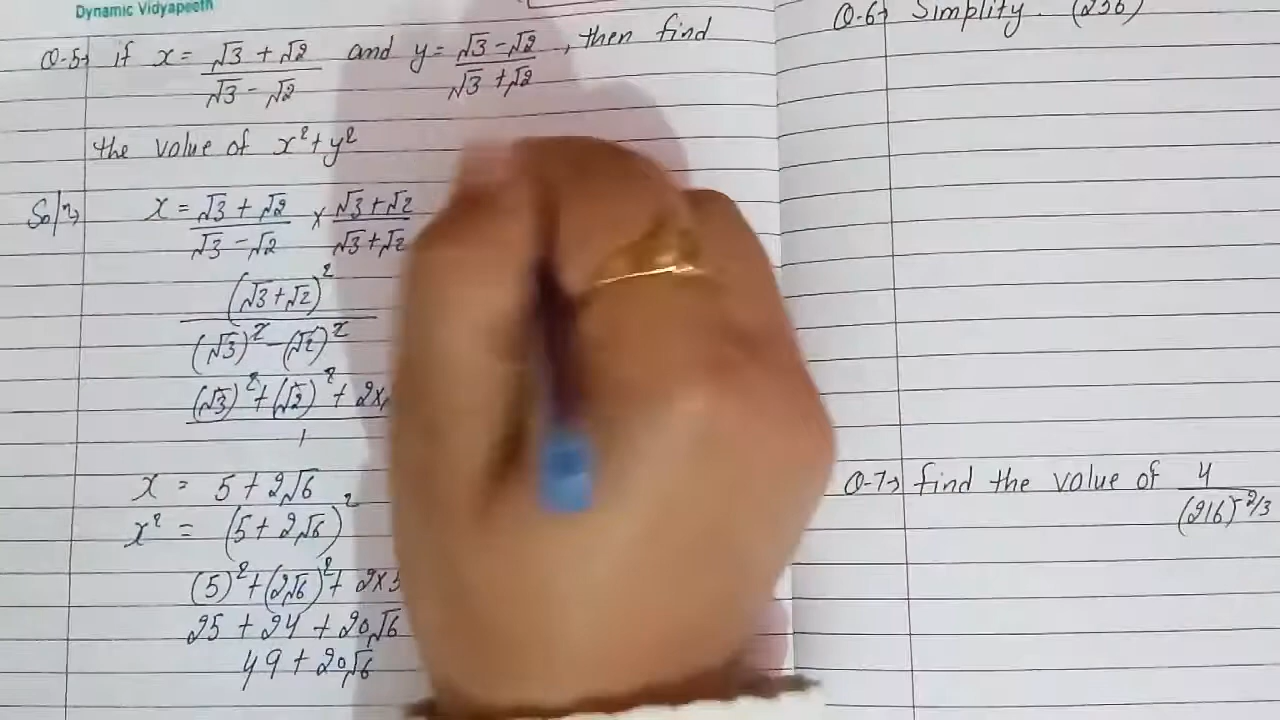 Dynamic Vidyapeeth
Q.5→ if x = (√3 + √2)/(√3 - √2) and y = (√3 - √2)/(√3 + √2), then find
the value of x² + y²
Sol^n→ x = (√3 + √2)/(√3 - √2) × (√3 + √2)/(√3 + √2)
(√3 + √2)²
(√3)² - (√2)²
(√3)² + (√2)² + 2×
1
x = 5 + 2√6
x² = (5 + 2√6)²
(5)² + (2√6)² + 2×5
25 + 24 + 20√6
49 + 20√6
Q.6→ Simplity.
Q.7→ find the value of 4/(216)^-2/3